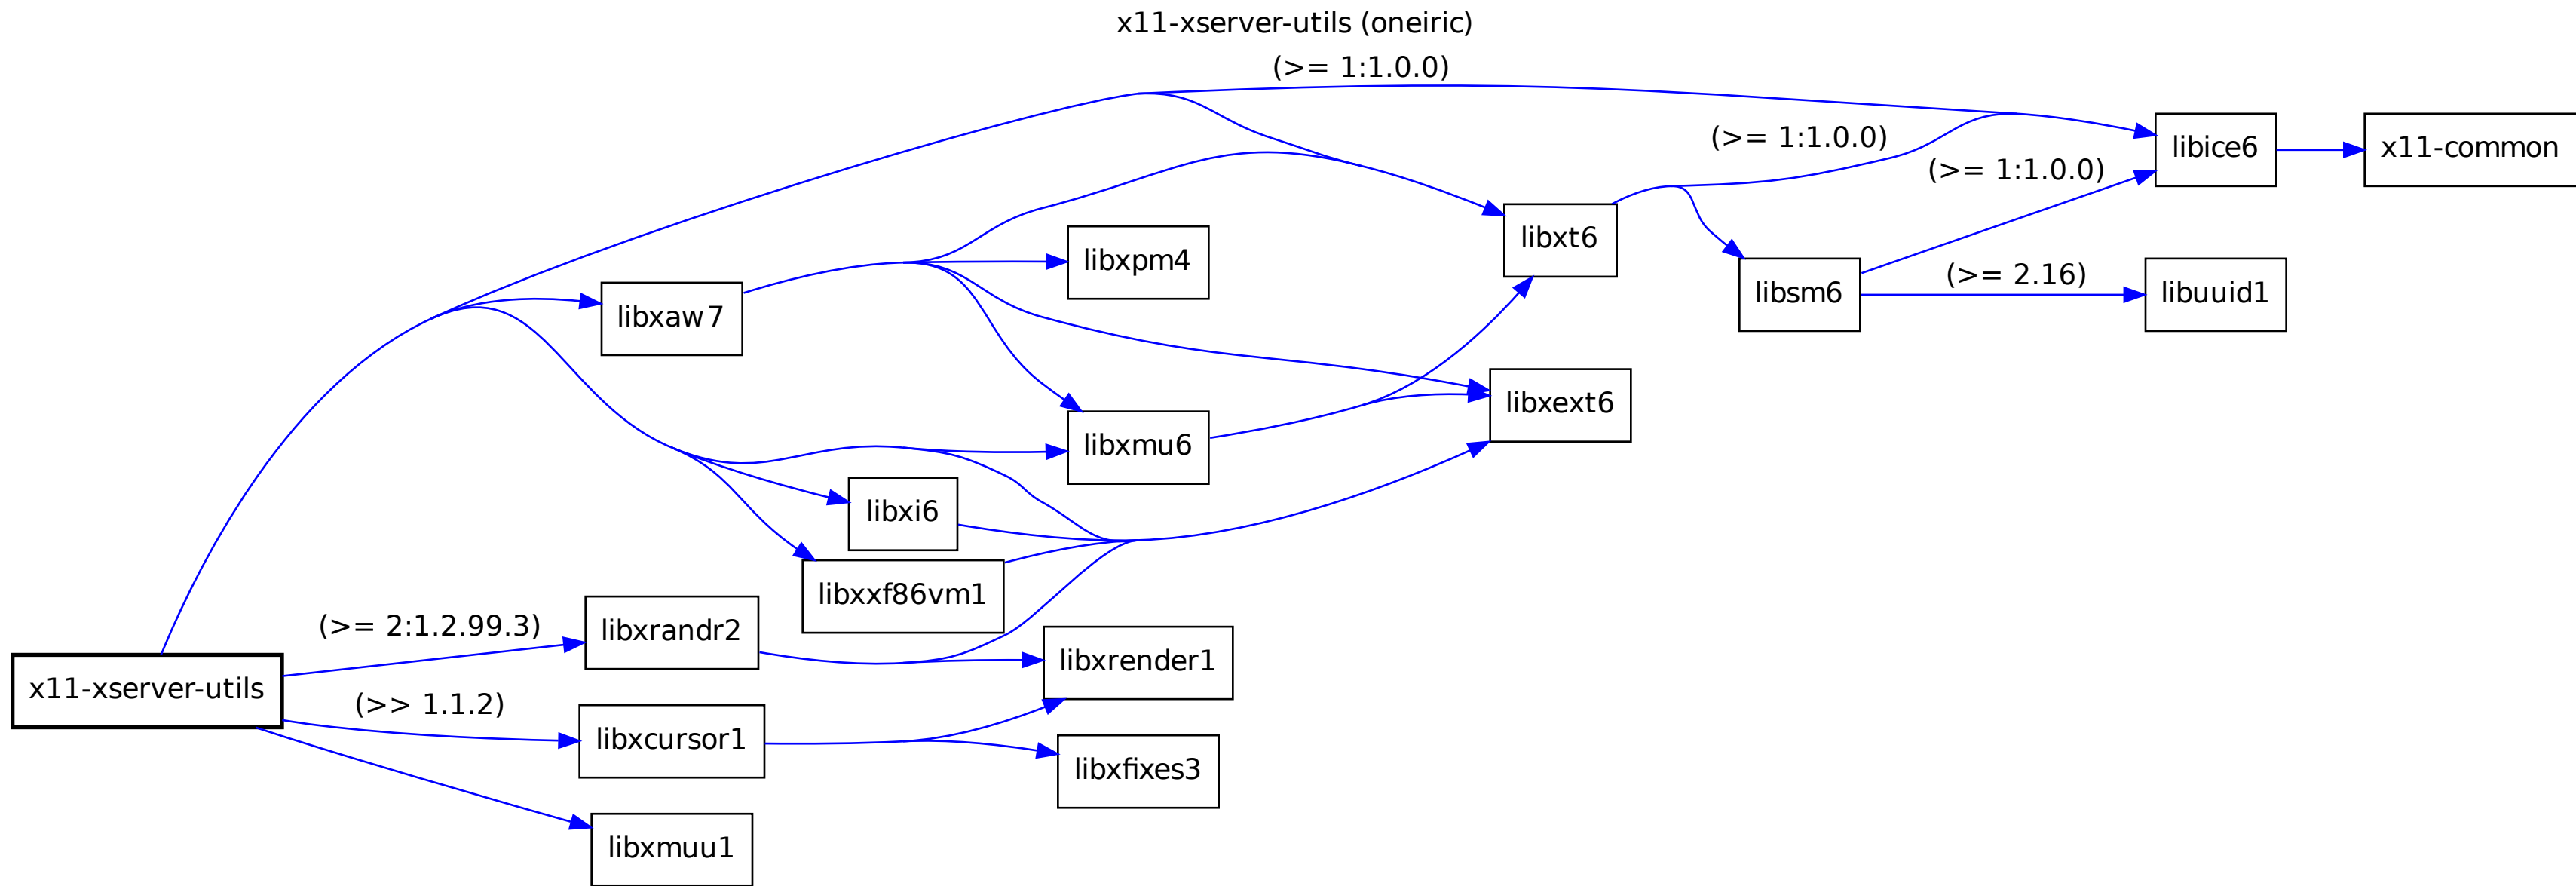 x11-xserver-utils (oneiric)
(>= 1:1.0.0)
(>= 1:1.0.0)
libice6
x11-common
(>= 1:1.0.0)
libxt6
libxpm4
(>= 2.16)
libsm6
libuuid1
libxaw7
libxext6
libxmu6
libxi6
libxxf86vm1
(>= 2:1.2.99.3)
libxrandr2
libxrender1
x11-xserver-utils
(>> 1.1.2)
libxcursor1
libxfixes3
libxmuu1